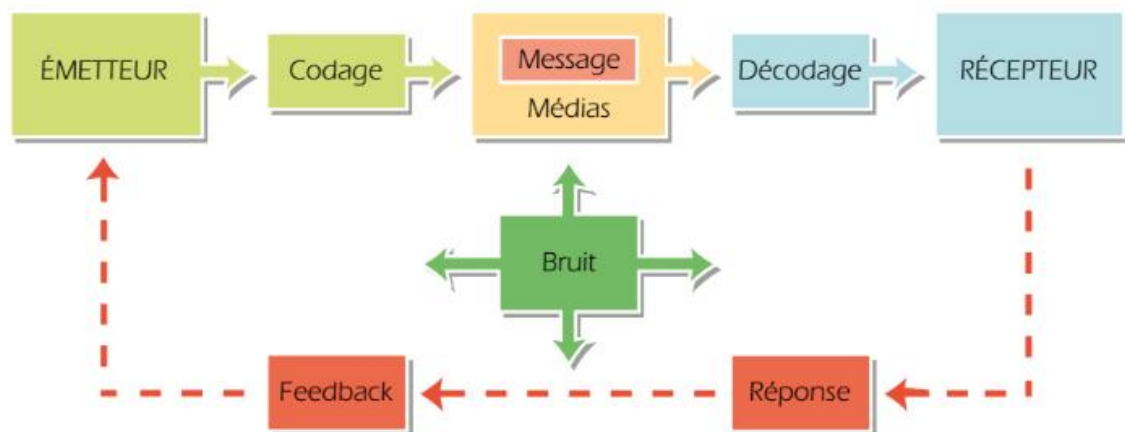 ÉMETTEUR
Codage
Message
Médias
Décodage
RÉCEPTEUR
Bruit
Feedback
Réponse